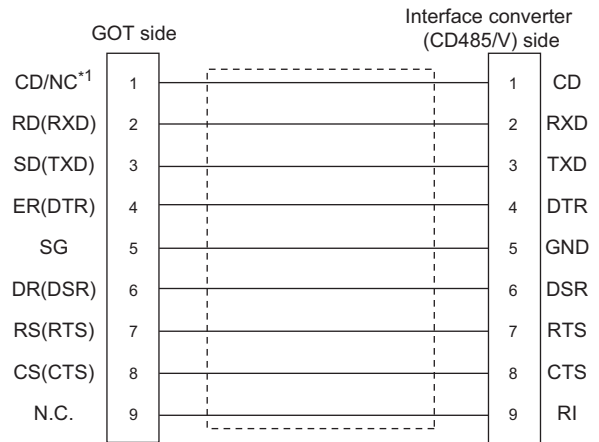 Interface converter
GOT side
(CD485/V) side
CD/NC*1 1 1 CD
RD(RXD) 2 2 RXD
SD(TXD) 3 3 TXD
ER(DTR) 4 4 DTR
SG 5 5 GND
DR(DSR) 6 6 DSR
RS(RTS) 7 7 RTS
CS(CTS) 8 8 CTS
N.C. 9 9 RI